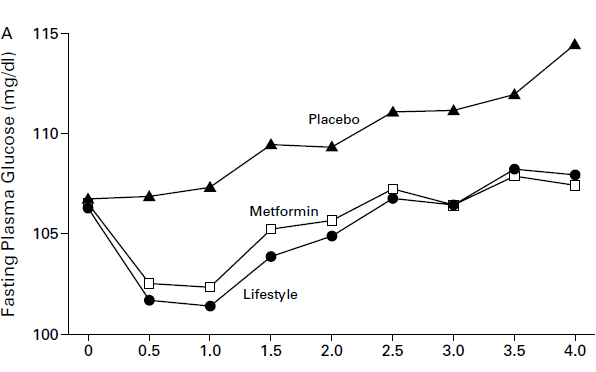 A
Fasting Plasma Glucose (mg/dl)
115
110
105
100
Placebo
Metformin
Lifestyle
0 0.5 1.0 1.5 2.0 2.5 3.0 3.5 4.0